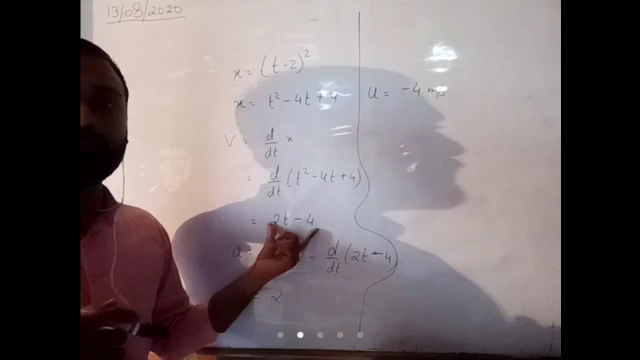 13/08/2020
x = (t-2)²
x = t² - 4t + 4
u = -4 m/s
V = d/dt x
= d/dt (t² - 4t + 4)
= 2t - 4
a = = d/dt (2t - 4)
= 2